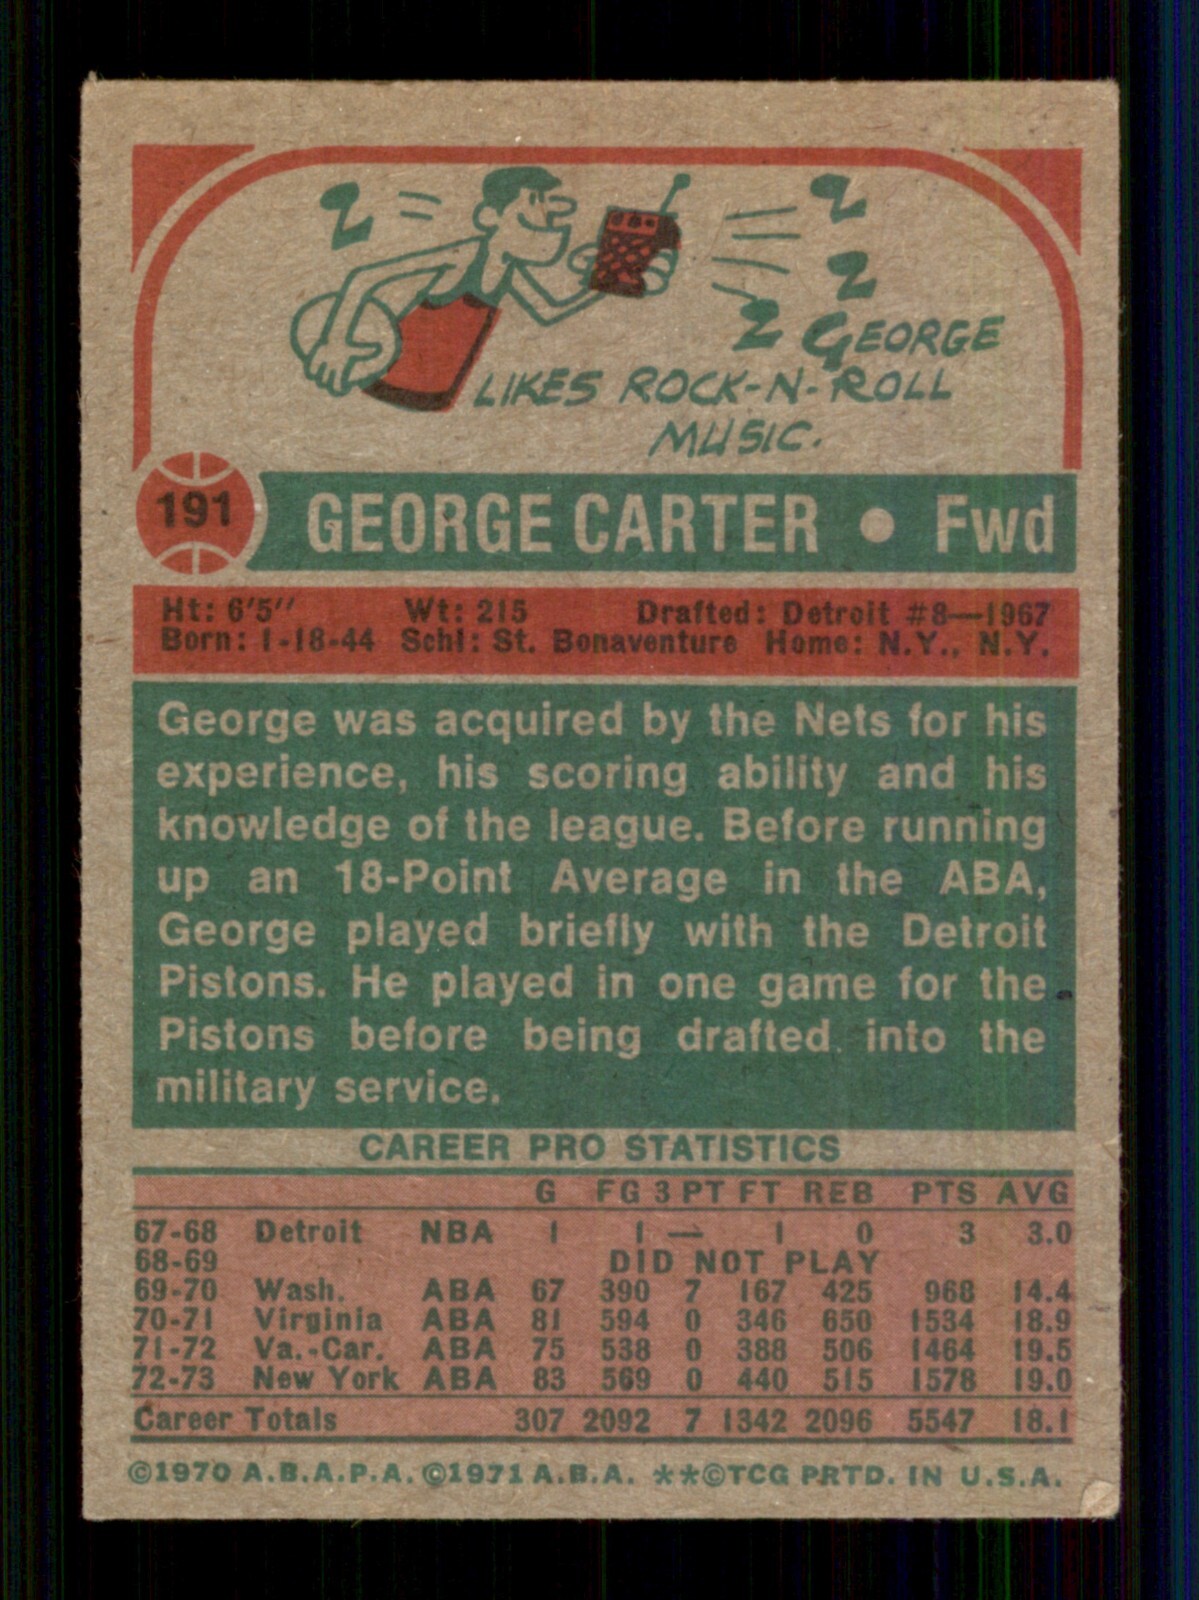 GEORGE
LIKES ROCK-N-ROLL
MUSIC.
191 GEORGE CARTER • Fwd
Ht: 6'5" Wt: 215 Drafted: Detroit #8—1967
Born: 1-18-44 Schl: St. Bonaventure Home: N.Y., N.Y.
George was acquired by the Nets for his
experience, his scoring ability and his
knowledge of the league. Before running
up an 18-Point Average in the ABA,
George played briefly with the Detroit
Pistons. He played in one game for the
Pistons before being drafted into the
military service.
CAREER PRO STATISTICS
G FG 3 PT FT REB PTS AVG
67-68 Detroit NBA 1 1 — 1 0 3 3.0
68-69 DID NOT PLAY
69-70 Wash. ABA 67 390 7 167 425 968 14.4
70-71 Virginia ABA 81 594 0 346 650 1534 18.9
71-72 Va.-Car. ABA 75 538 0 388 506 1464 19.5
72-73 New York ABA 83 569 0 440 515 1578 19.0
Career Totals 307 2092 7 1342 2096 5547 18.1
©1970 A.B.A.P.A. ©1971 A.B.A. **©TCG PRTD. IN U.S.A.